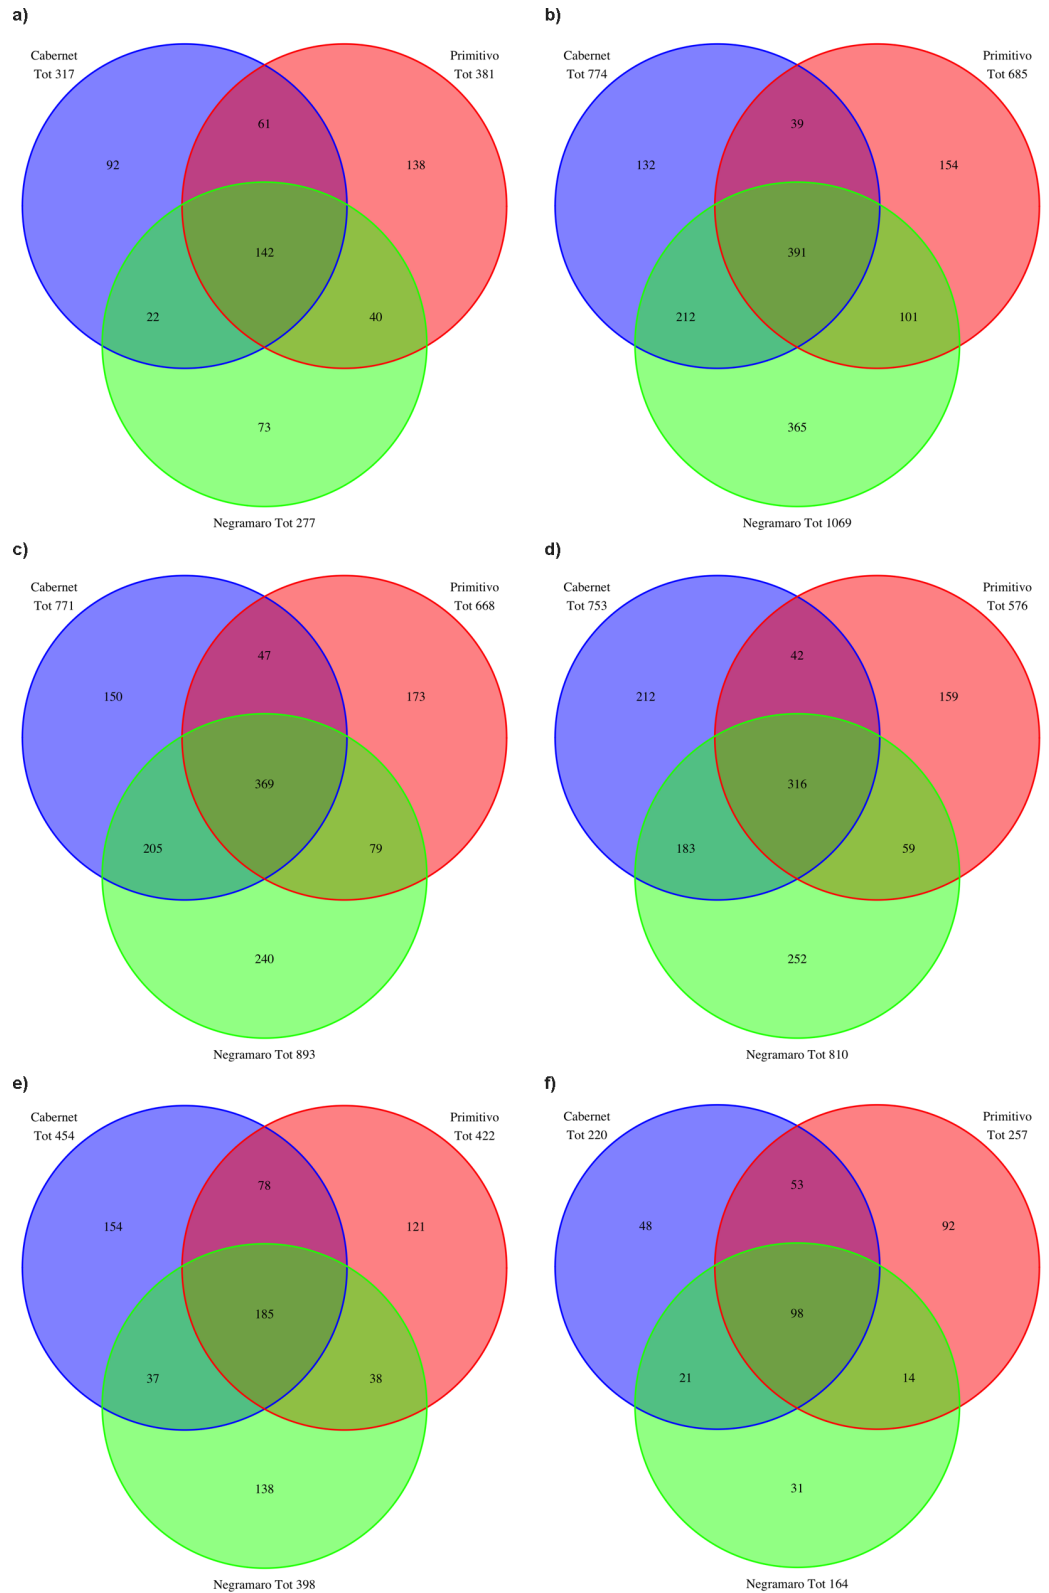 a)
Cabernet
Tot 317
Primitivo
Tot 381
61
92
138
142
22
40
73
Negramaro Tot 277
b)
Cabernet
Tot 774
Primitivo
Tot 685
39
132
154
391
212
101
365
Negramaro Tot 1069
c)
Cabernet
Tot 771
Primitivo
Tot 668
47
150
173
369
205
79
240
Negramaro Tot 893
d)
Cabernet
Tot 753
Primitivo
Tot 576
42
212
159
316
183
59
252
Negramaro Tot 810
e)
Cabernet
Tot 454
Primitivo
Tot 422
78
154
121
185
37
38
138
Negramaro Tot 398
f)
Cabernet
Tot 220
Primitivo
Tot 257
53
48
92
98
21
14
31
Negramaro Tot 164